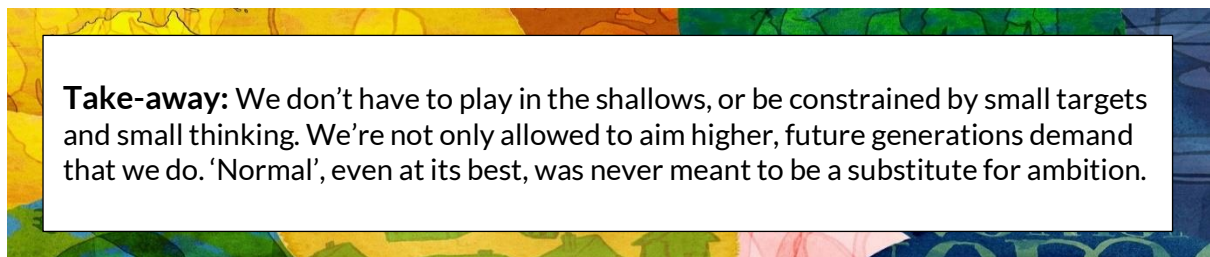 Take-away: We don’t have to play in the shallows, or be constrained by small targets
and small thinking. We’re not only allowed to aim higher, future generations demand
that we do. ‘Normal’, even at its best, was never meant to be a substitute for ambition.